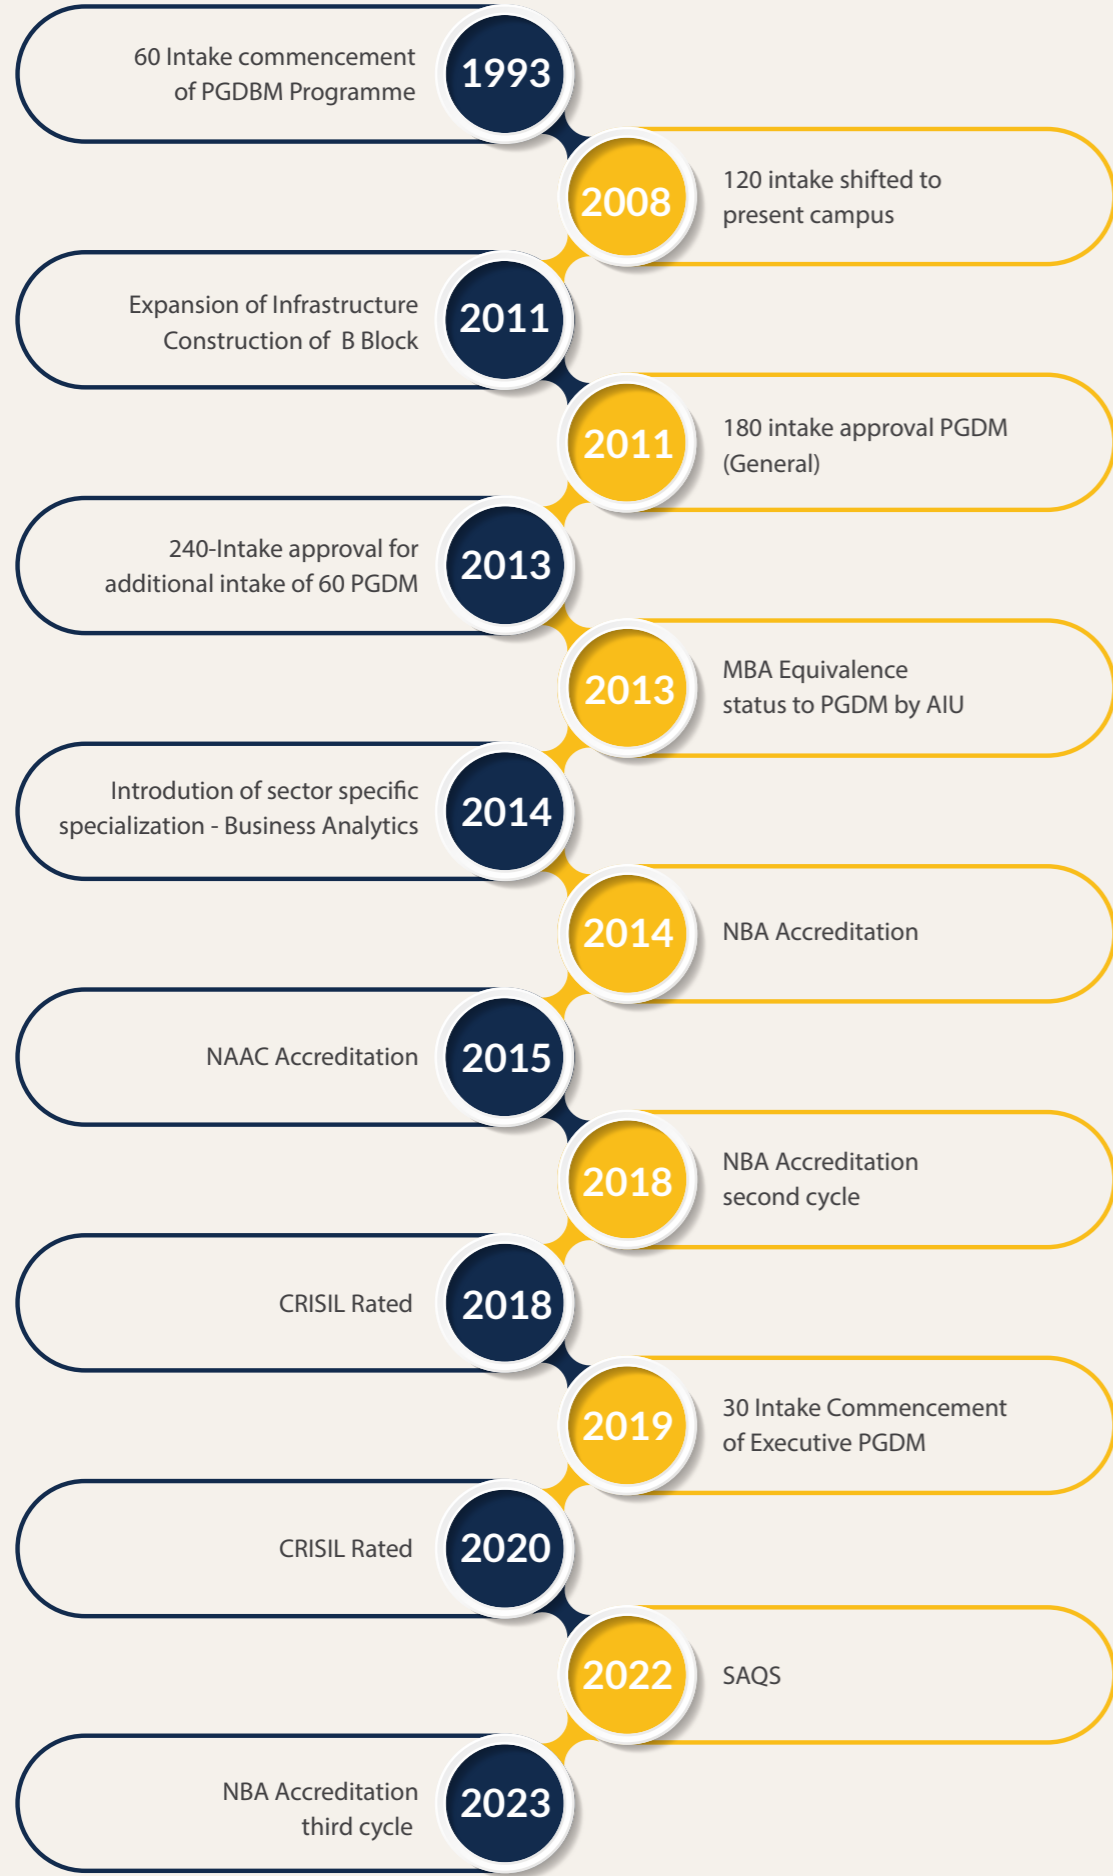 60 Intake commencement
of PGDBM Programme
1993
2008
120 intake shifted to
present campus
Expansion of Infrastructure
Construction of B Block
2011
2011
180 intake approval PGDM
(General)
240-Intake approval for
additional intake of 60 PGDM
2013
2013
MBA Equivalence
status to PGDM by AIU
Introdution of sector specific
specialization - Business Analytics
2014
2014
NBA Accreditation
NAAC Accreditation
2015
2018
NBA Accreditation
second cycle
CRISIL Rated
2018
2019
30 Intake Commencement
of Executive PGDM
CRISIL Rated
2020
2022
SAQS
NBA Accreditation
third cycle
2023